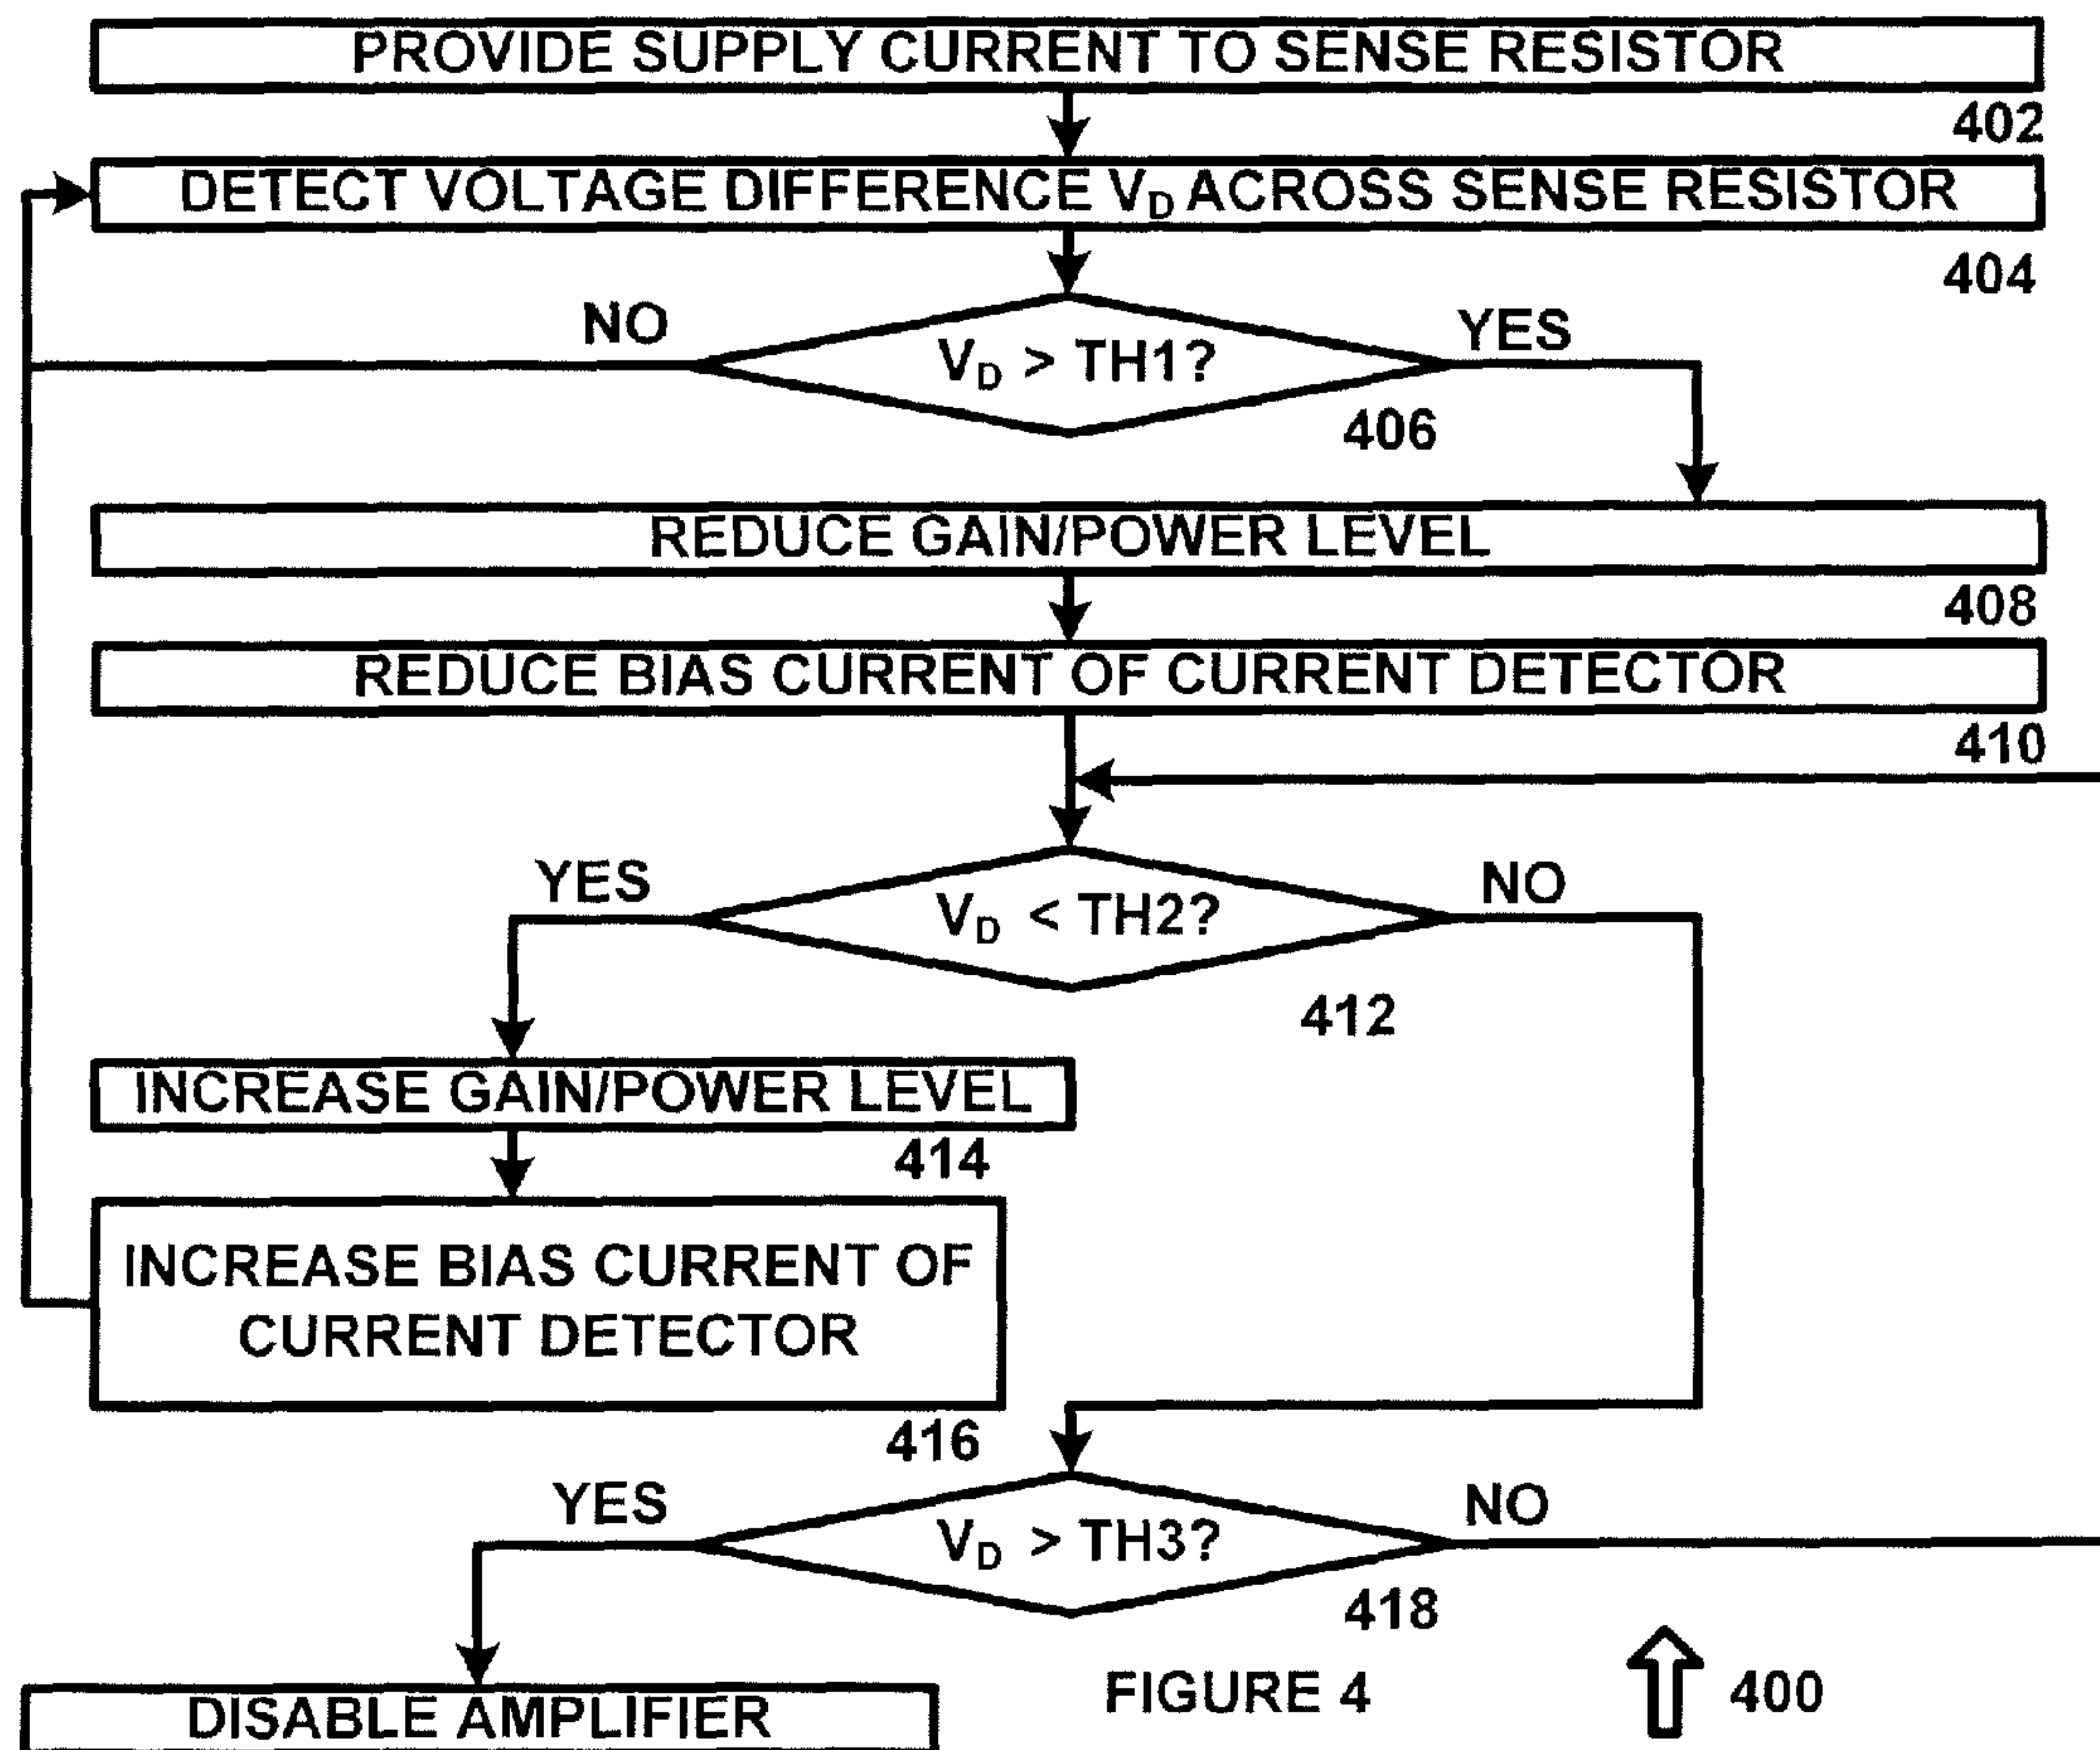 PROVIDE SUPPLY CURRENT TO SENSE RESISTOR
402
DETECT VOLTAGE DIFFERENCE VD ACROSS SENSE RESISTOR
404
NO
YES
VD > TH1?
406
REDUCE GAIN/POWER LEVEL
408
REDUCE BIAS CURRENT OF CURRENT DETECTOR
410
YES
NO
VD < TH2?
412
INCREASE GAIN/POWER LEVEL
414
INCREASE BIAS CURRENT OF
CURRENT DETECTOR
416
YES
NO
VD > TH3?
418
DISABLE AMPLIFIER
FIGURE 4
400